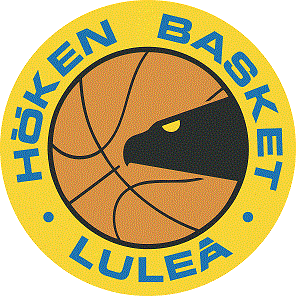 HÖKEN BASKET
• LULEÅ •